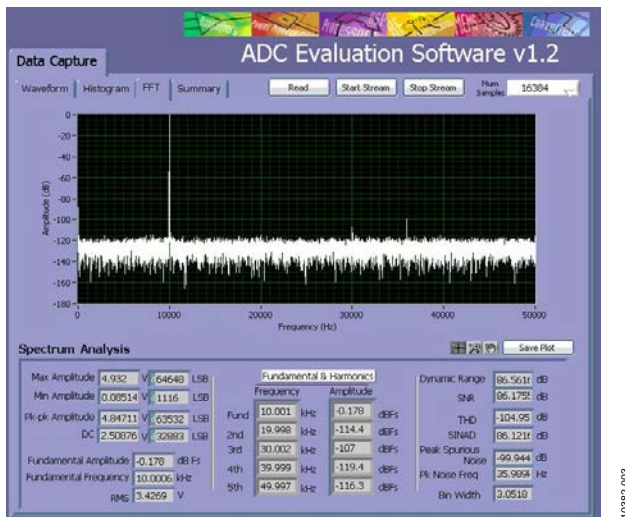 ADC Evaluation Software v1.2
Data Capture
Waveform Histogram FFT Summary Read Start Stream Stop Stream Num Samples 16384
Amplitude (dB)
0
-20
-40
-60
-80
-100
-120
-140
-160
-180
0 10000 20000 30000 40000 50000
Frequency (Hz)
Spectrum Analysis Save Plot
Max Amplitude 4.932 V 64648 LSB
Min Amplitude 0.08514 V 1116 LSB
Pk-pk Amplitude 4.84711 V 63532 LSB
DC 2.50876 V 32883 LSB
Fundamental Amplitude -0.178 dB Fs
Fundamental Frequency 10.0006 kHz
RMS 3.4269 V
Fundamental & Harmonics
Frequency Amplitude
Fund 10.001 kHz -0.178 dBFs
2nd 19.998 kHz -114.4 dBFs
3rd 30.002 kHz -107 dBFs
4th 39.999 kHz -119.4 dBFs
5th 49.997 kHz -116.3 dBFs
Dynamic Range 86.561 dB
SNR 86.175 dB
THD -104.95 dB
SINAD 86.121 dB
Peak Spurious Noise -99.944 dB
Pk Noise Freq 35.989 Hz
Bin Width 3.0518
10382-003